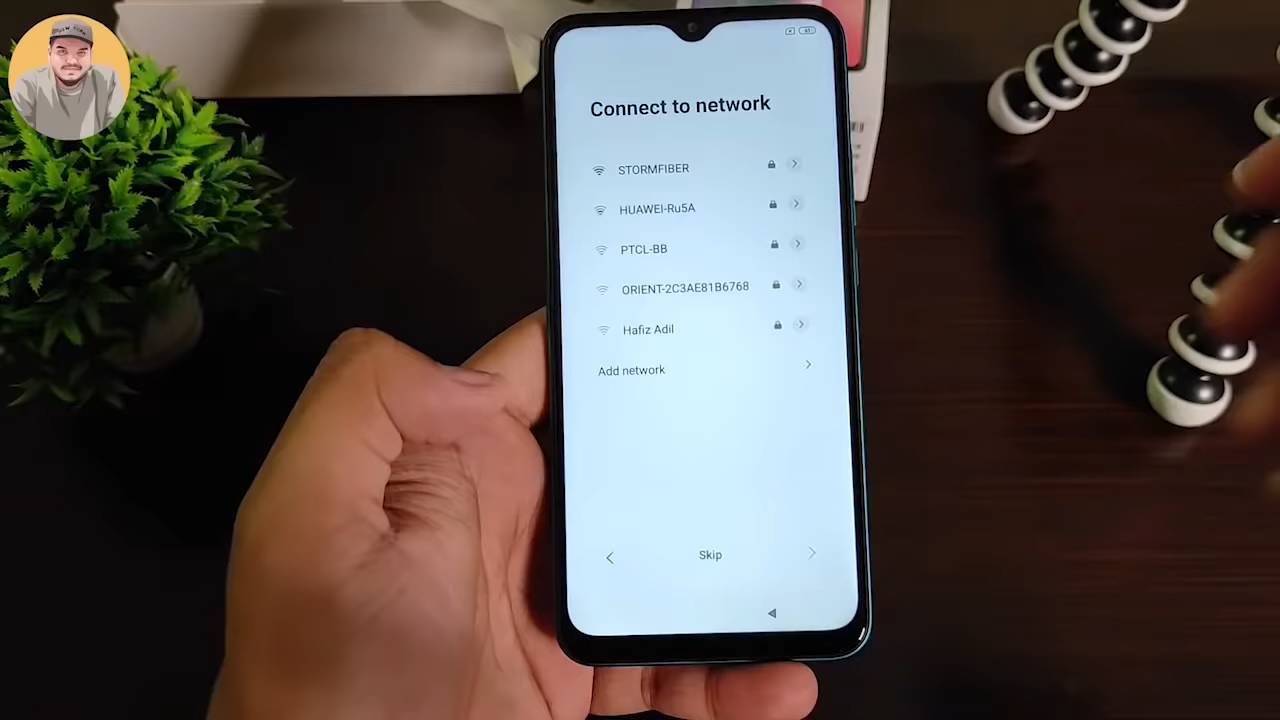 Connect to network
STORMFIBER
HUAWEI-Ru5A
PTCL-BB
ORIENT-2C3AE81B6768
Hafiz Adil
Add network
Skip